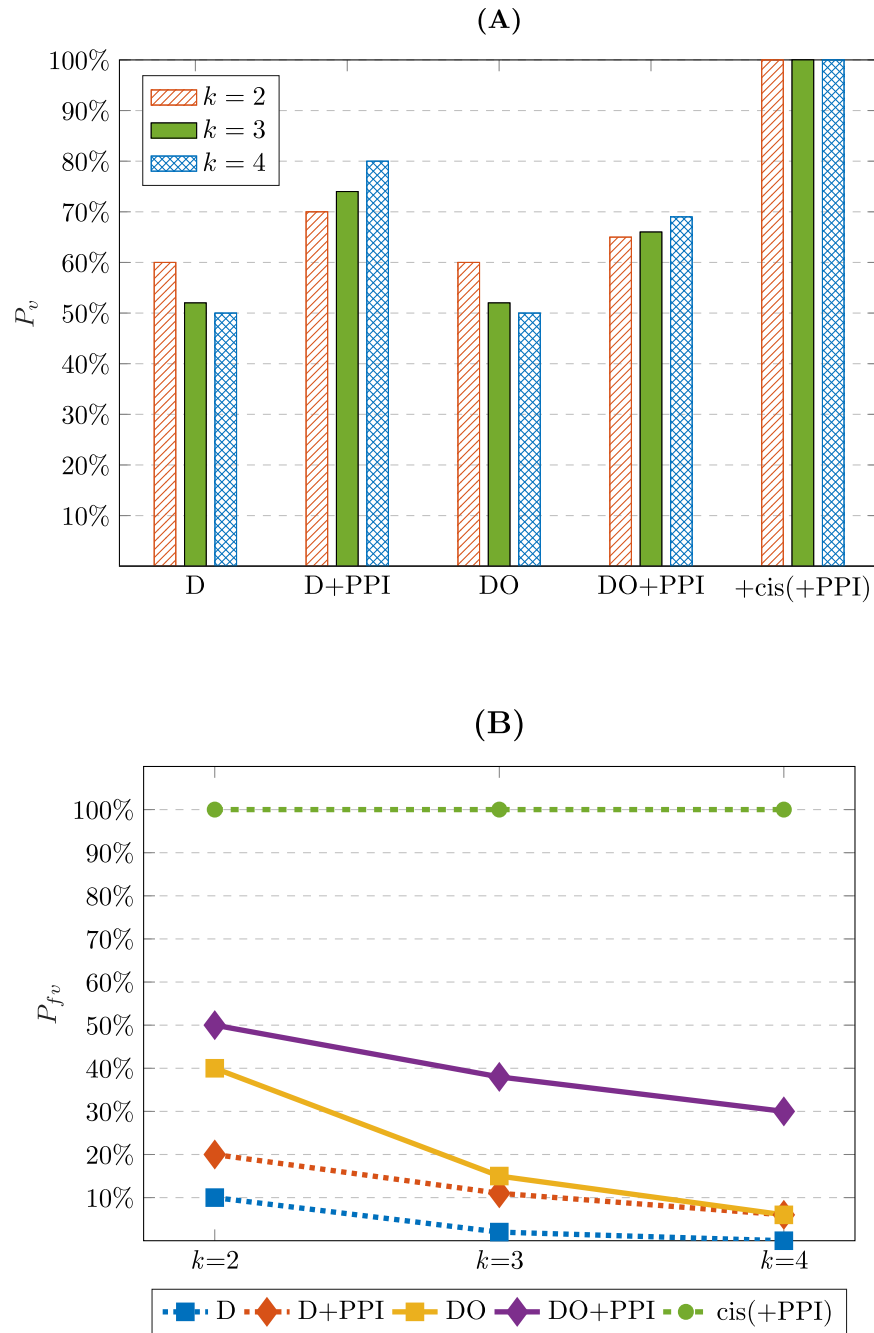 (A)
100%
90%
80%
70%
60%
50%
40%
30%
20%
10%
P_v
k = 2
k = 3
k = 4
D D+PPI DO DO+PPI +cis(+PPI)
(B)
100%
90%
80%
70%
60%
50%
40%
30%
20%
10%
P_{fv}
k=2 k=3 k=4
D D+PPI DO DO+PPI cis(+PPI)